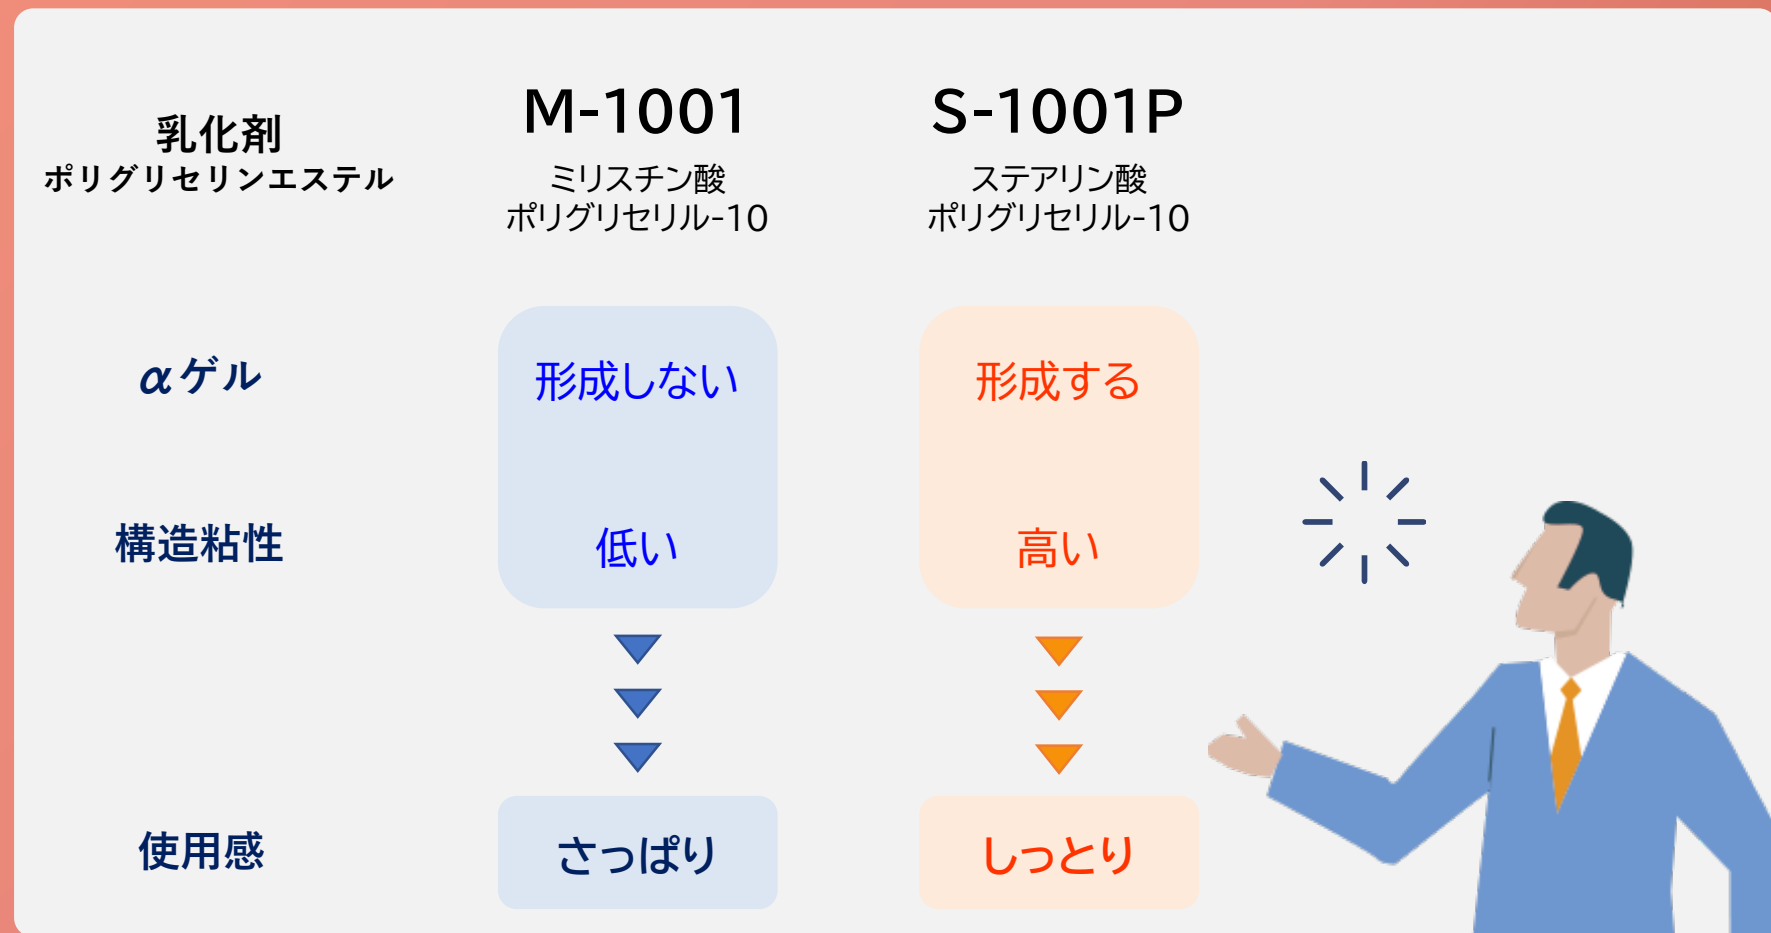 乳化剤
ポリグリセリンエステル
M-1001
ミリスチン酸
ポリグリセリル-10
S-1001P
ステアリン酸
ポリグリセリル-10
αゲル
形成しない
形成する
構造粘性
低い
高い
使用感
さっぱり
しっとり